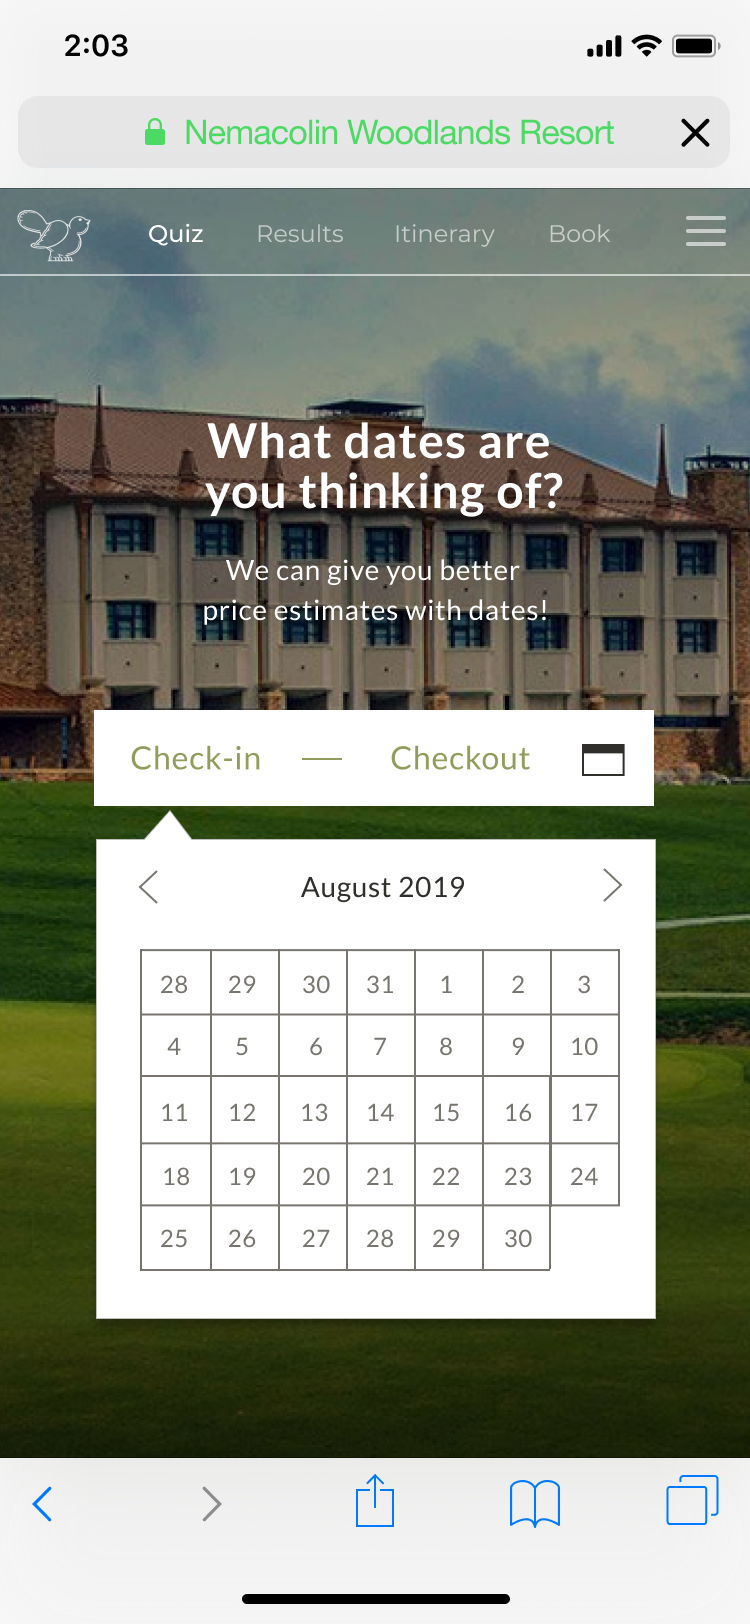 2:03
Nemacolin Woodlands Resort
Quiz Results Itinerary Book
What dates are
you thinking of?
We can give you better
price estimates with dates!
Check-in — Checkout
August 2019
28 29 30 31 1 2 3
4 5 6 7 8 9 10
11 12 13 14 15 16 17
18 19 20 21 22 23 24
25 26 27 28 29 30